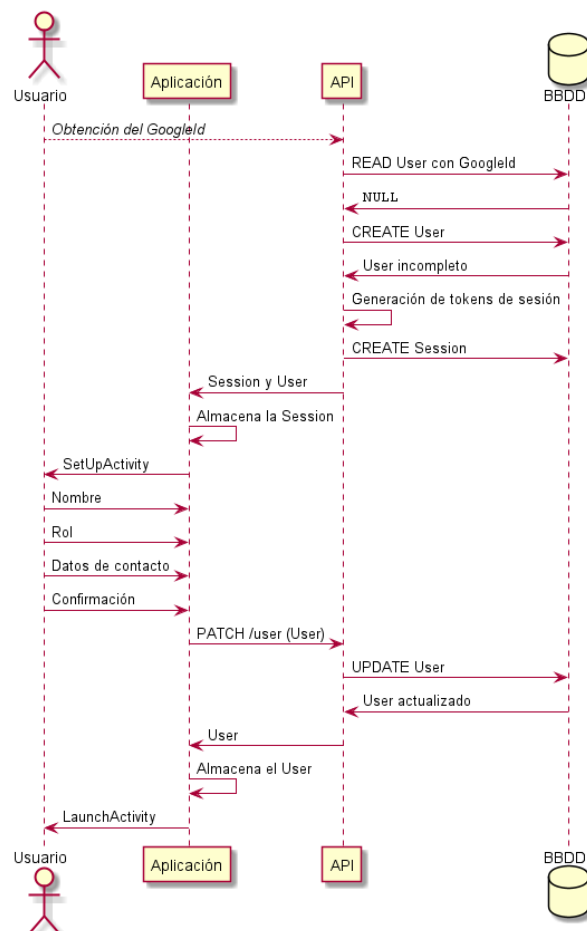 Usuario
Aplicación
API
BBDD
Obtención del GoogleId
READ User con GoogleId
NULL
CREATE User
User incompleto
Generación de tokens de sesión
CREATE Session
Session y User
Almacena la Session
SetUpActivity
Nombre
Rol
Datos de contacto
Confirmación
PATCH /user (User)
UPDATE User
User actualizado
User
Almacena el User
LaunchActivity
Usuario
Aplicación
API
BBDD